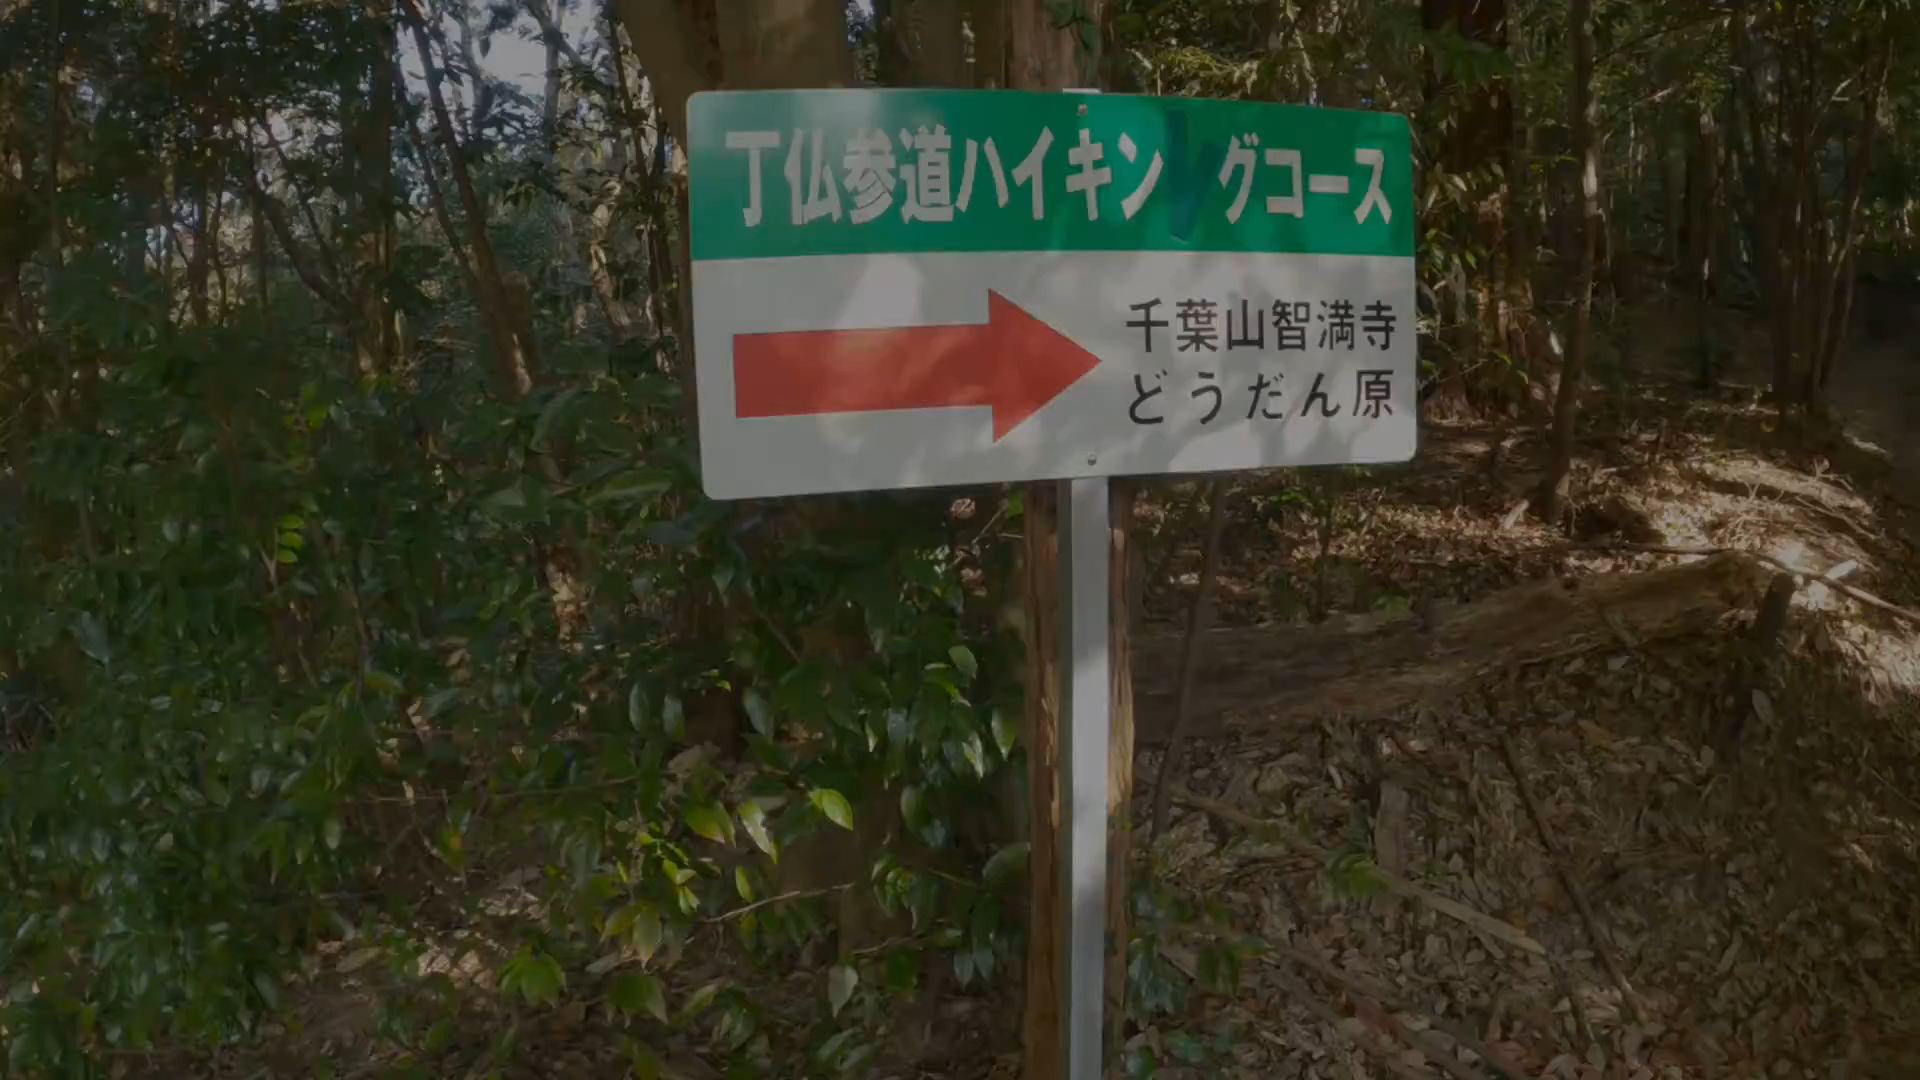 丁仏参道ハイキングコース
千葉山智満寺
どうだん原